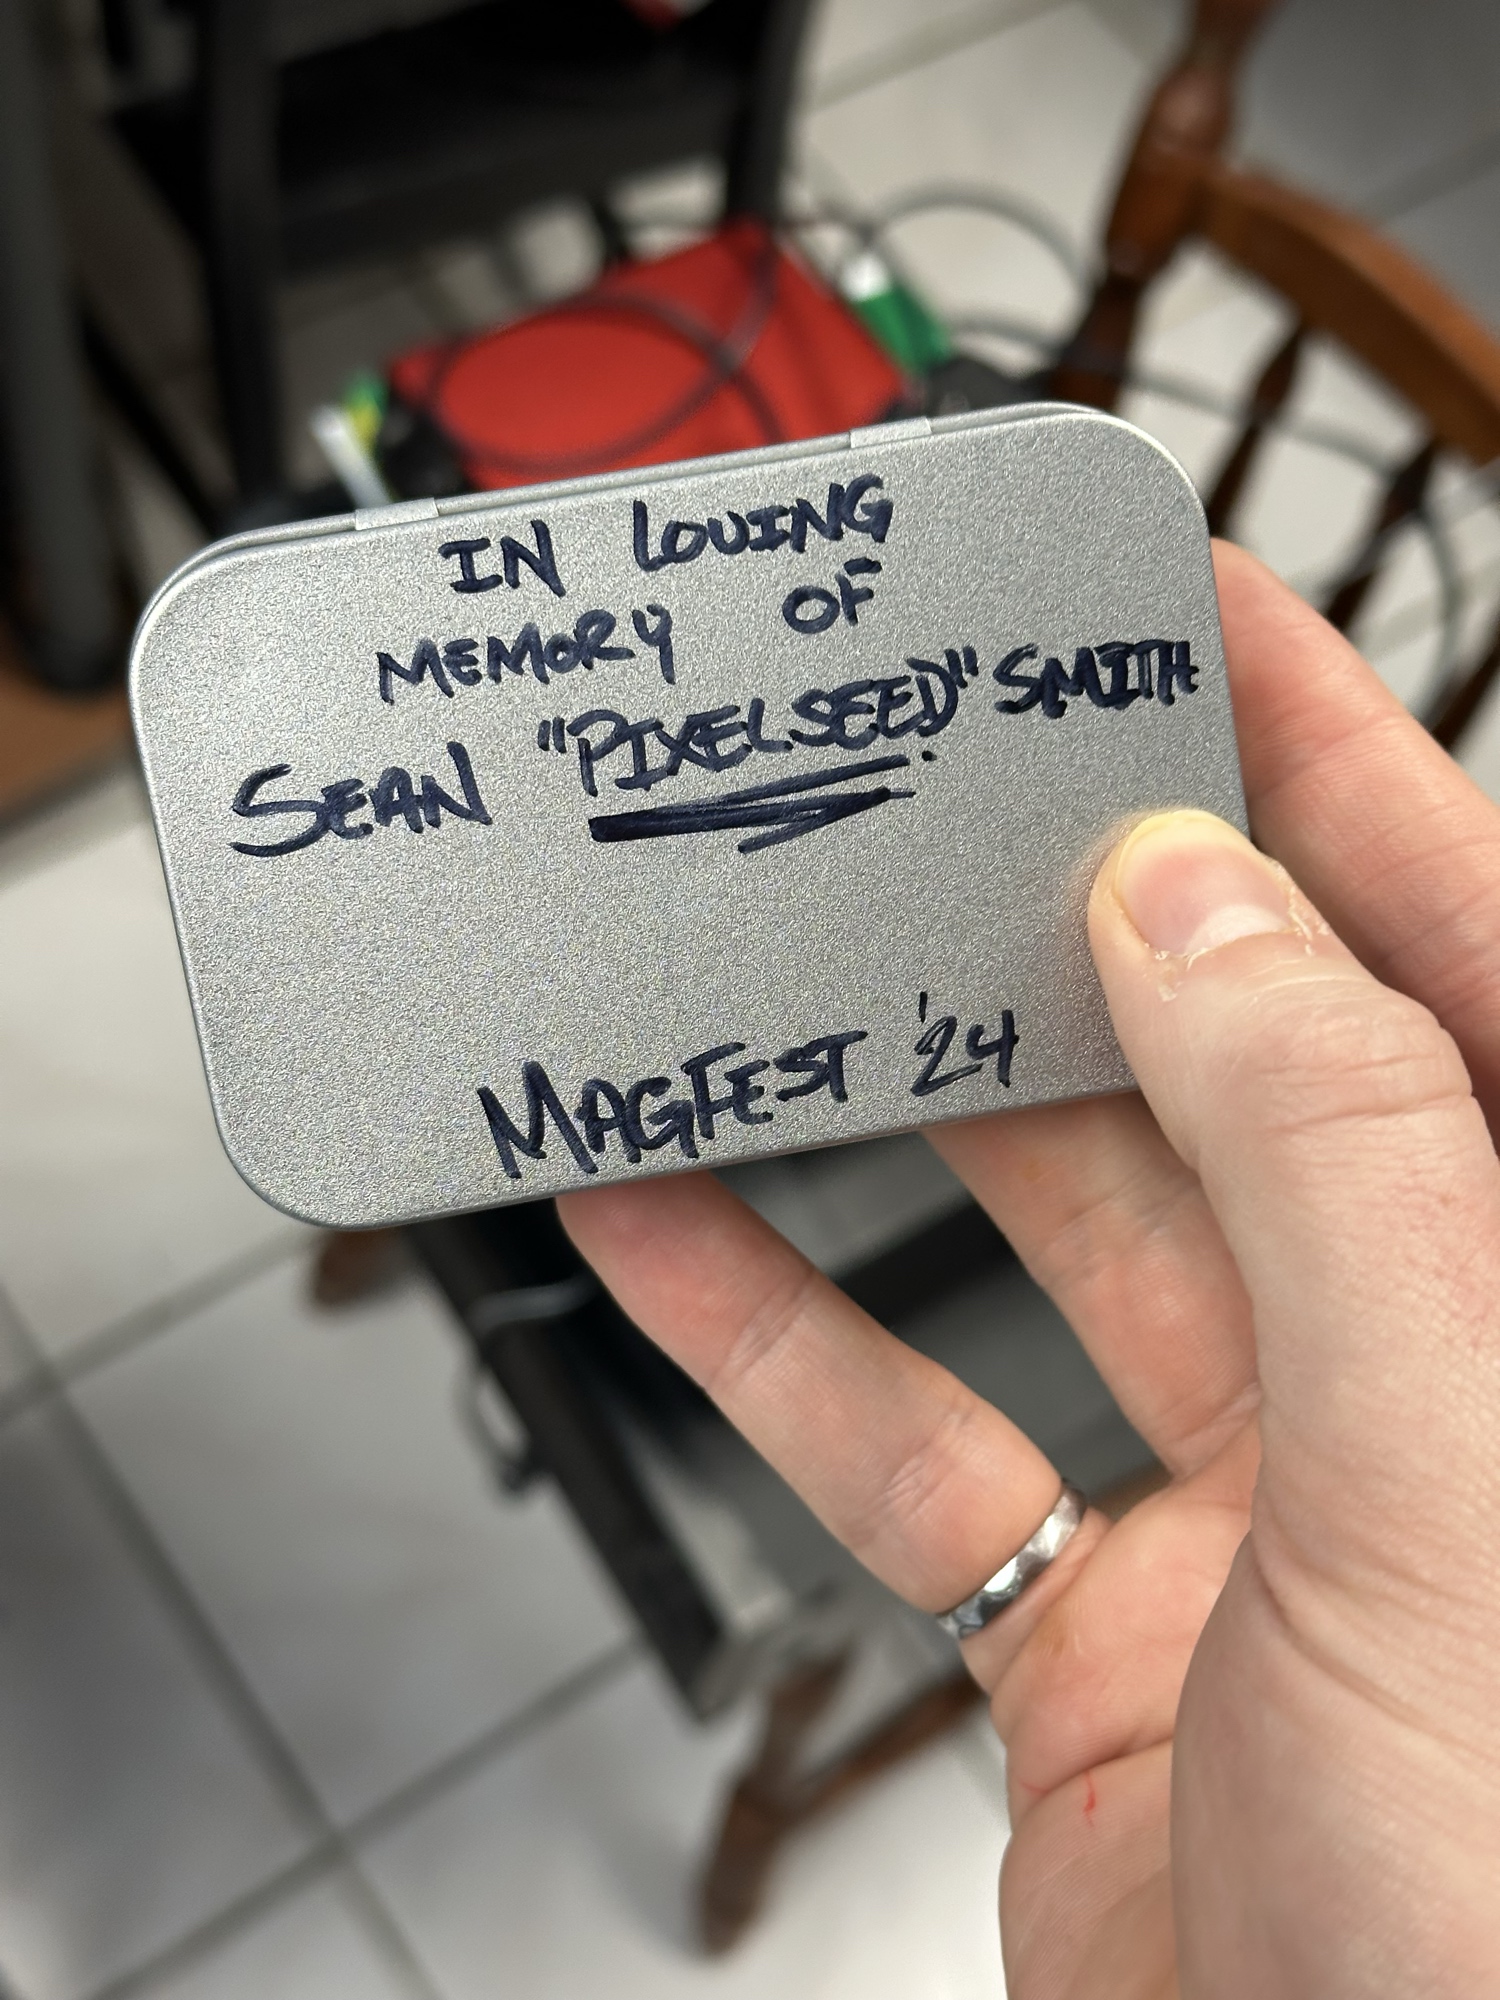 IN LOVING
MEMORY OF
SEAN "PIXELSEED" SMITH
MAGFEST '24